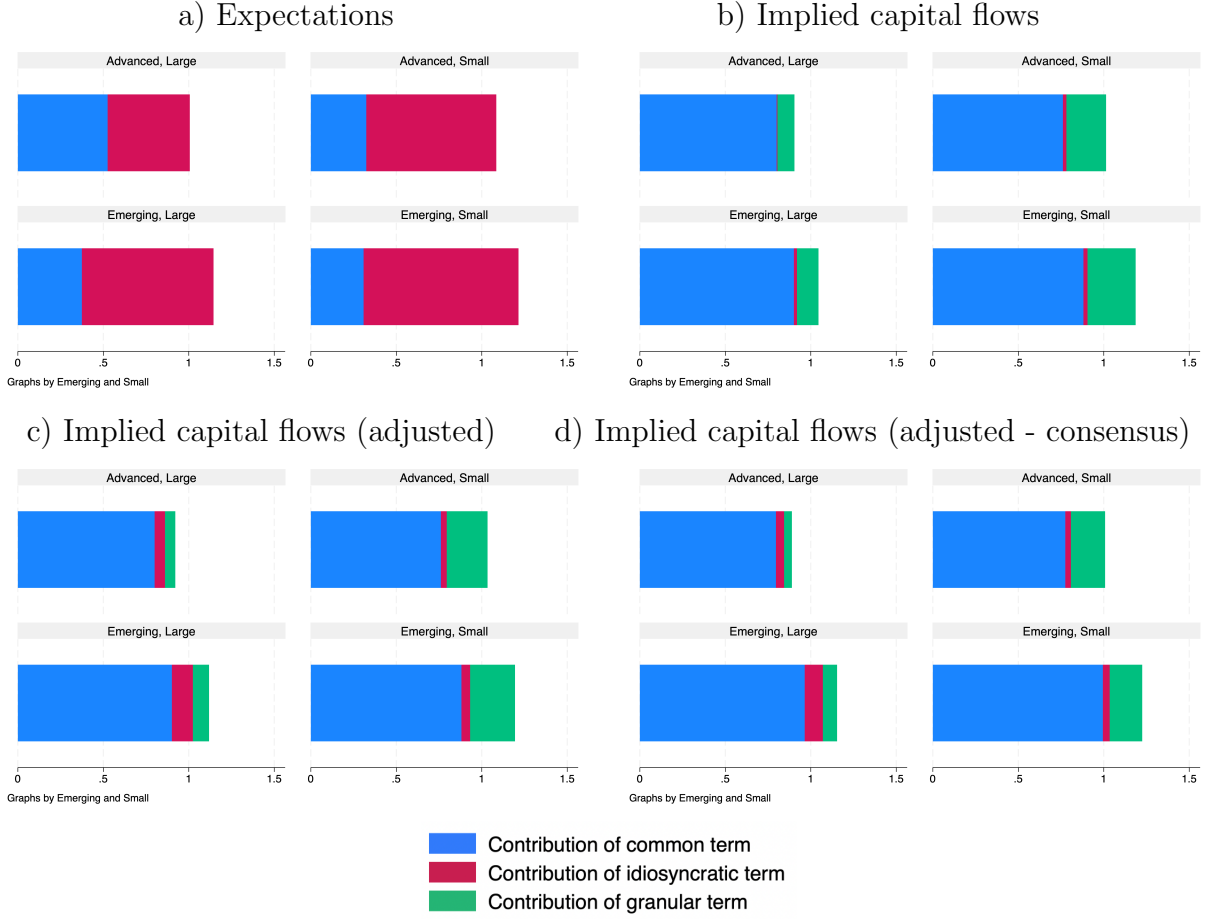 a) Expectations
Advanced, Large
Advanced, Small
Emerging, Large
Emerging, Small
0 .5 1 1.5 0 .5 1 1.5
Graphs by Emerging and Small
b) Implied capital flows
Advanced, Large
Advanced, Small
Emerging, Large
Emerging, Small
0 .5 1 1.5 0 .5 1 1.5
Graphs by Emerging and Small
c) Implied capital flows (adjusted)
Advanced, Large
Advanced, Small
Emerging, Large
Emerging, Small
0 .5 1 1.5 0 .5 1 1.5
Graphs by Emerging and Small
d) Implied capital flows (adjusted - consensus)
Advanced, Large
Advanced, Small
Emerging, Large
Emerging, Small
0 .5 1 1.5 0 .5 1 1.5
Graphs by Emerging and Small
Contribution of common term
Contribution of idiosyncratic term
Contribution of granular term